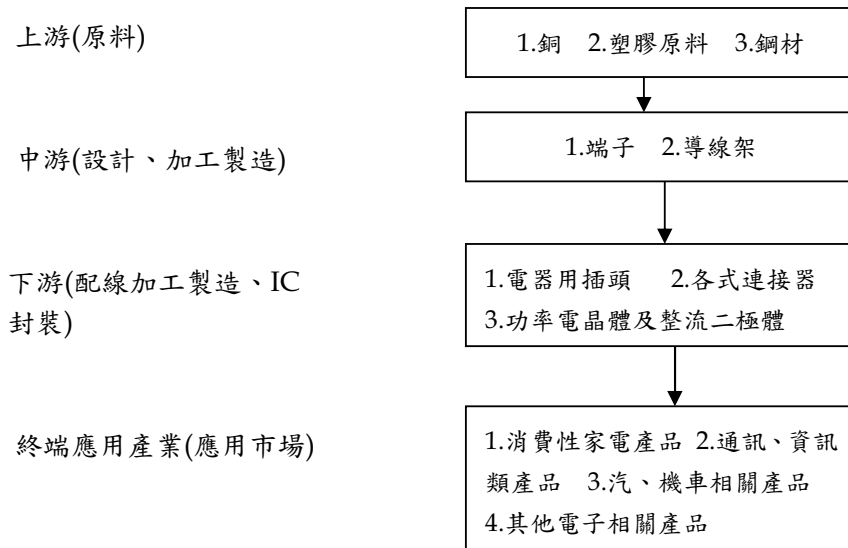 上游(原料)
1.銅 2.塑膠原料 3.鋼材
中游(設計、加工製造)
1.端子 2.導線架
下游(配線加工製造、IC
封裝)
1.電器用插頭 2.各式連接器
3.功率電晶體及整流二極體
終端應用產業(應用市場)
1.消費性家電產品 2.通訊、資訊
類產品 3.汽、機車相關產品
4.其他電子相關產品